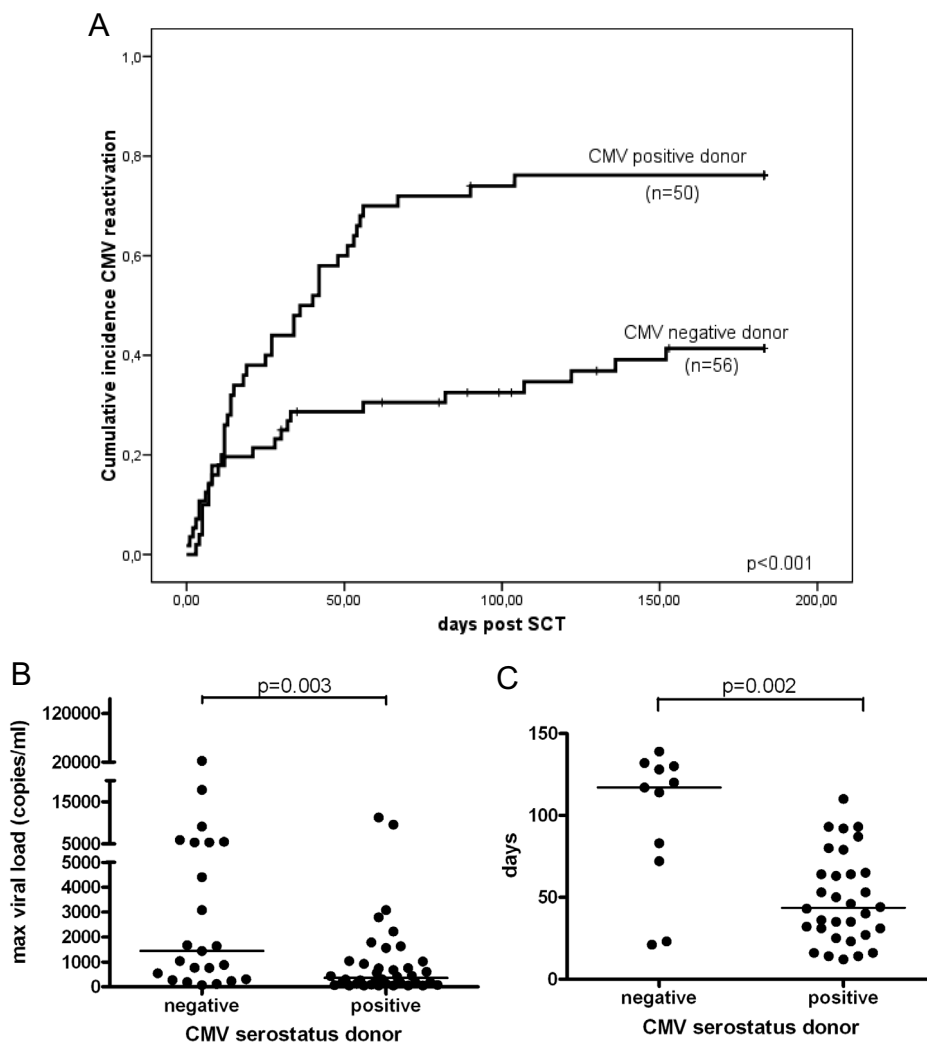 A
1,0
0,8
0,6
0,4
0,2
0,0
Cumulative incidence CMV reactivation
CMV positive donor
(n=50)
CMV negative donor
(n=56)
p<0.001
0,00 50,00 100,00 150,00 200,00
days post SCT
B
p=0.003
max viral load (copies/ml)
120000
20000
15000
5000
5000
4000
3000
2000
1000
0
negative positive
CMV serostatus donor
C
p=0.002
days
150
100
50
0
negative positive
CMV serostatus donor